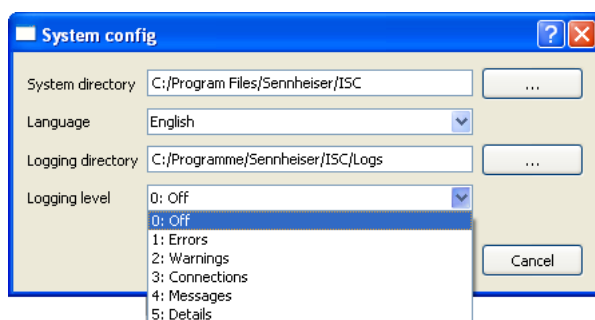 System config
System directory C:/Program Files/Sennheiser/ISC ...
Language English
Logging directory C:/Programme/Sennheiser/ISC/Logs ...
Logging level 0: Off
0: Off
1: Errors
2: Warnings
3: Connections
Cancel
4: Messages
5: Details